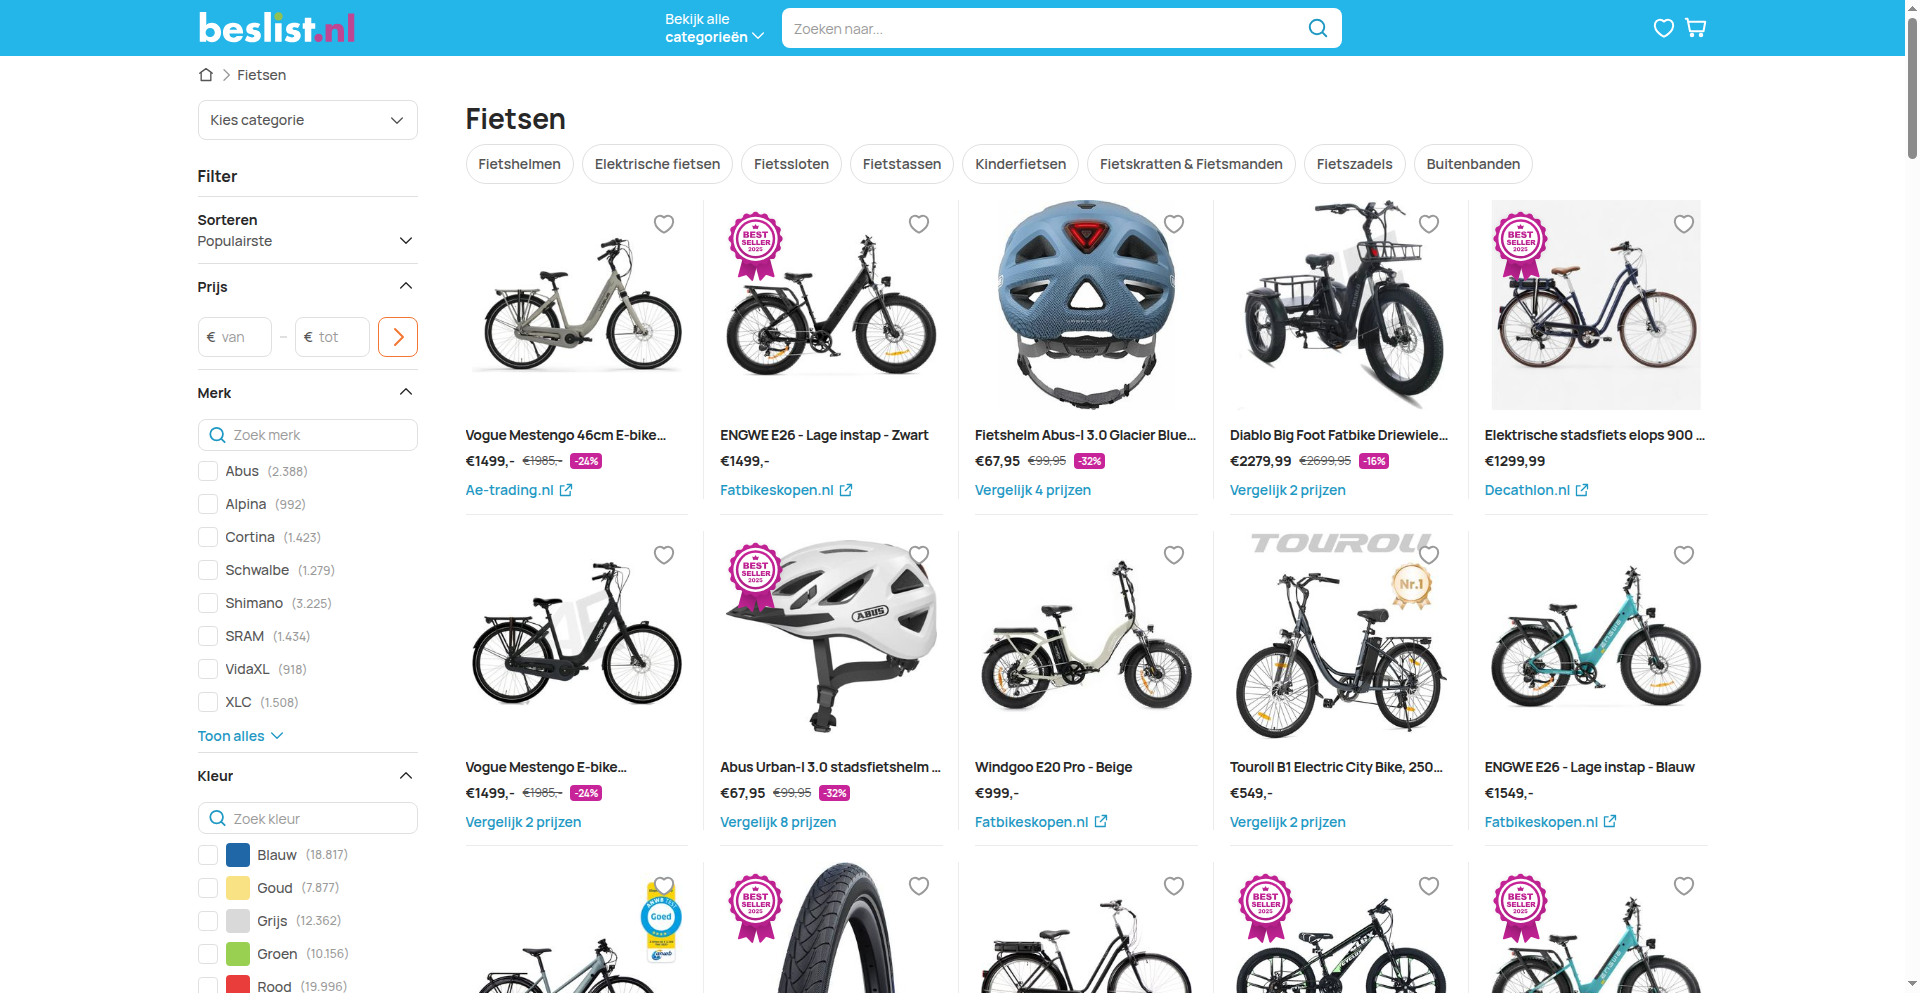 beslist.nl
Bekijk alle
categorieën
Zoeken naar...
Fietsen
Kies categorie
Filter
Sorteren
Populairste
Prijs
€ van
–
€ tot
Merk
Zoek merk
Abus (2.388)
Alpina (992)
Cortina (1.423)
Schwalbe (1.279)
Shimano (3.225)
SRAM (1.434)
VidaXL (918)
XLC (1.508)
Toon alles
Kleur
Zoek kleur
Blauw (18.817)
Goud (7.877)
Grijs (12.362)
Groen (10.156)
Rood (19.996)
Fietsen
Fietshelmen
Elektrische fietsen
Fietssloten
Fietstassen
Kinderfietsen
Fietskratten & Fietsmanden
Fietszadels
Buitenbanden
Vogue Mestengo 46cm E-bike...
€1499,- €1985,- -24%
Ae-trading.nl
BEST
SELLER
2025
ENGWE E26 - Lage instap - Zwart
€1499,-
Fatbikeskopen.nl
Fietshelm Abus-I 3.0 Glacier Blue...
€67,95 €99,95 -32%
Vergelijk 4 prijzen
Diablo Big Foot Fatbike Driewiele...
€2279,99 €2699,95 -16%
Vergelijk 2 prijzen
BEST
SELLER
2025
Elektrische stadsfiets elops 900 ...
€1299,99
Decathlon.nl
Vogue Mestengo E-bike...
€1499,- €1985,- -24%
Vergelijk 2 prijzen
BEST
SELLER
2025
ABUS
Abus Urban-I 3.0 stadsfietshelm ...
€67,95 €99,95 -32%
Vergelijk 8 prijzen
Windgoo E20 Pro - Beige
€999,-
Fatbikeskopen.nl
TOUROLL
Nr.1
Touroll B1 Electric City Bike, 250...
€549,-
Vergelijk 2 prijzen
ENGWE
ENGWE E26 - Lage instap - Blauw
€1549,-
Fatbikeskopen.nl
ANWB TEST
Goed
anwb
BEST
SELLER
2025
BEST
SELLER
2025
BEST
SELLER
2025